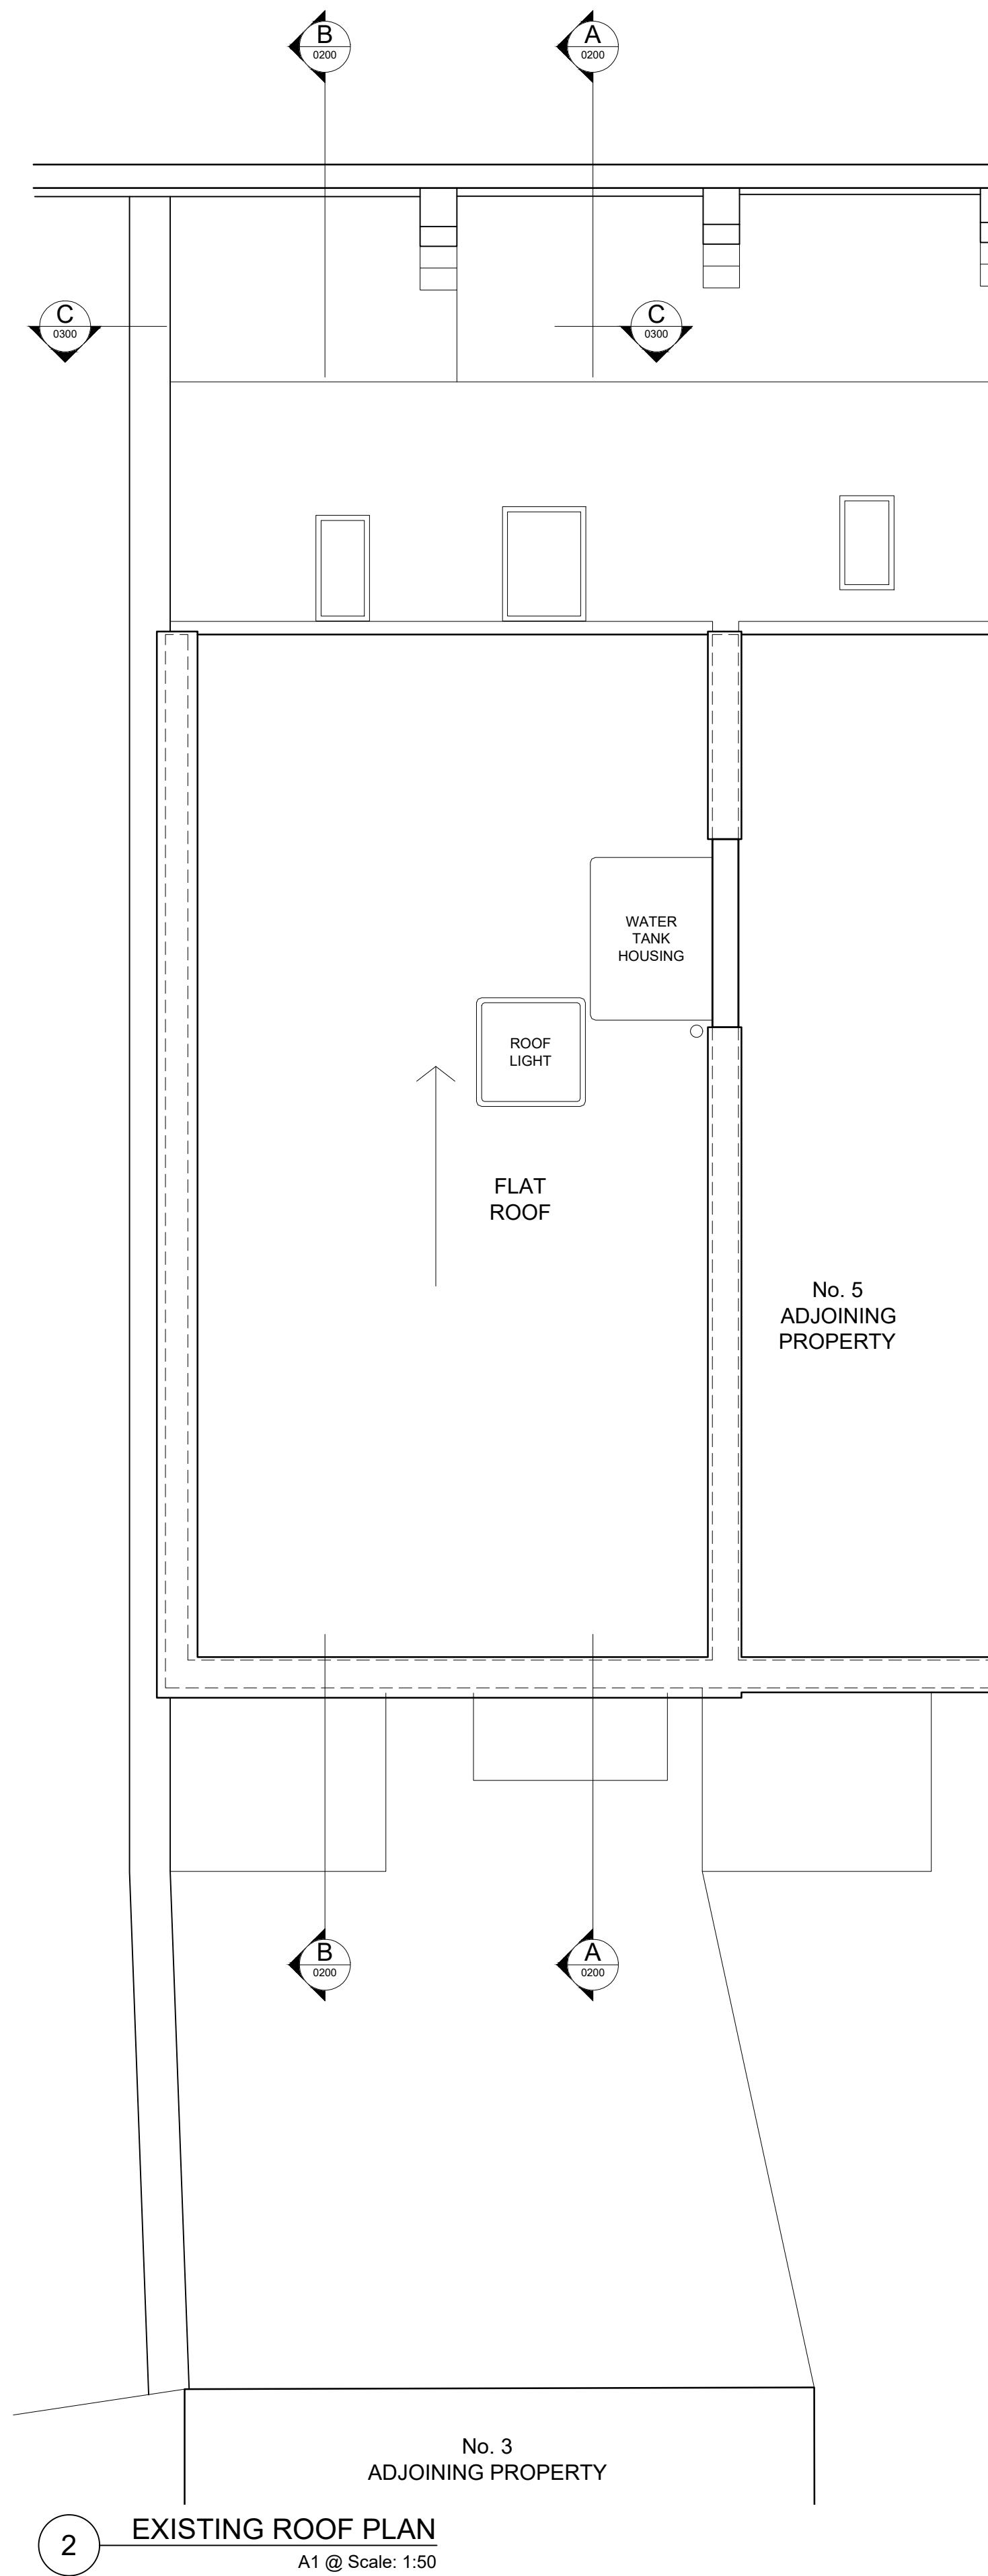 B
0200
A
0200
C
0300
C
0300
WATER
TANK
HOUSING
ROOF
LIGHT
FLAT
ROOF
No. 5
ADJOINING
PROPERTY
B
0200
A
0200
No. 3
ADJOINING PROPERTY
2
EXISTING ROOF PLAN
A1 @ Scale: 1:50